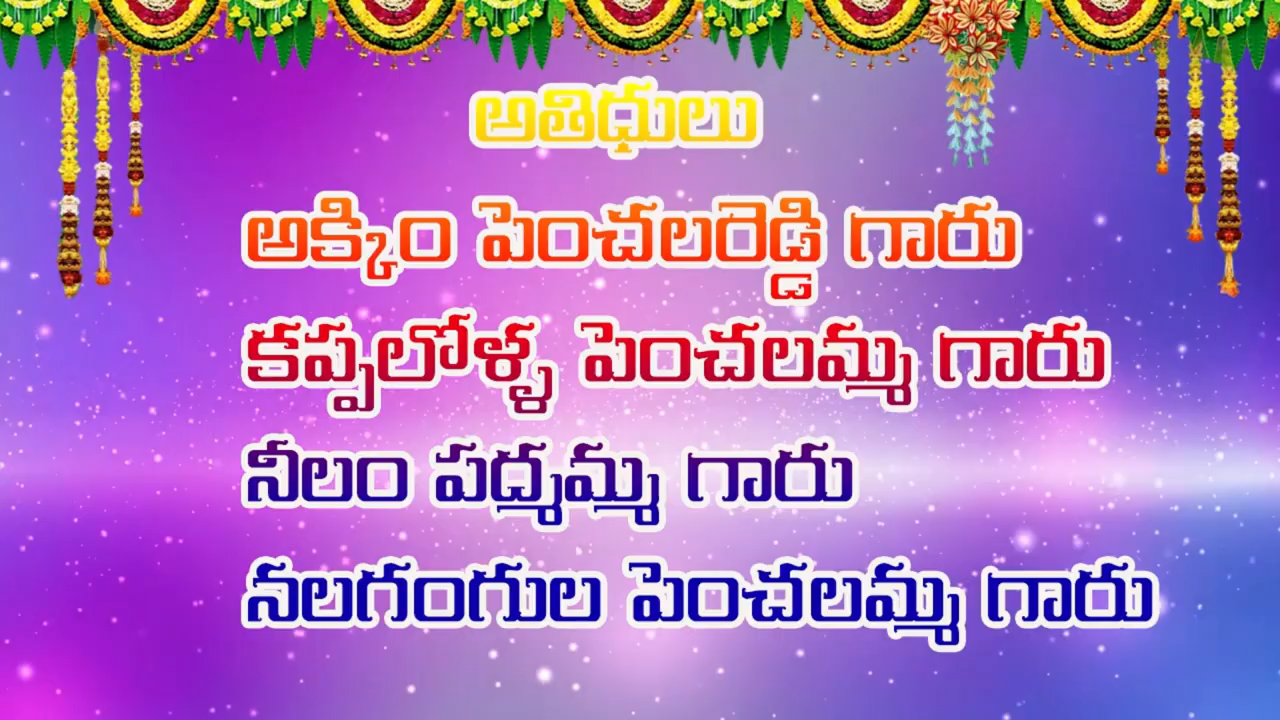 అతిధులు
అక్కిం పెంచలరెడ్డి గారు
కప్పలోళ్ళ పెంచలమ్మ గారు
నీలం పద్మమ్మ గారు
నలగంగుల పెంచలమ్మ గారు